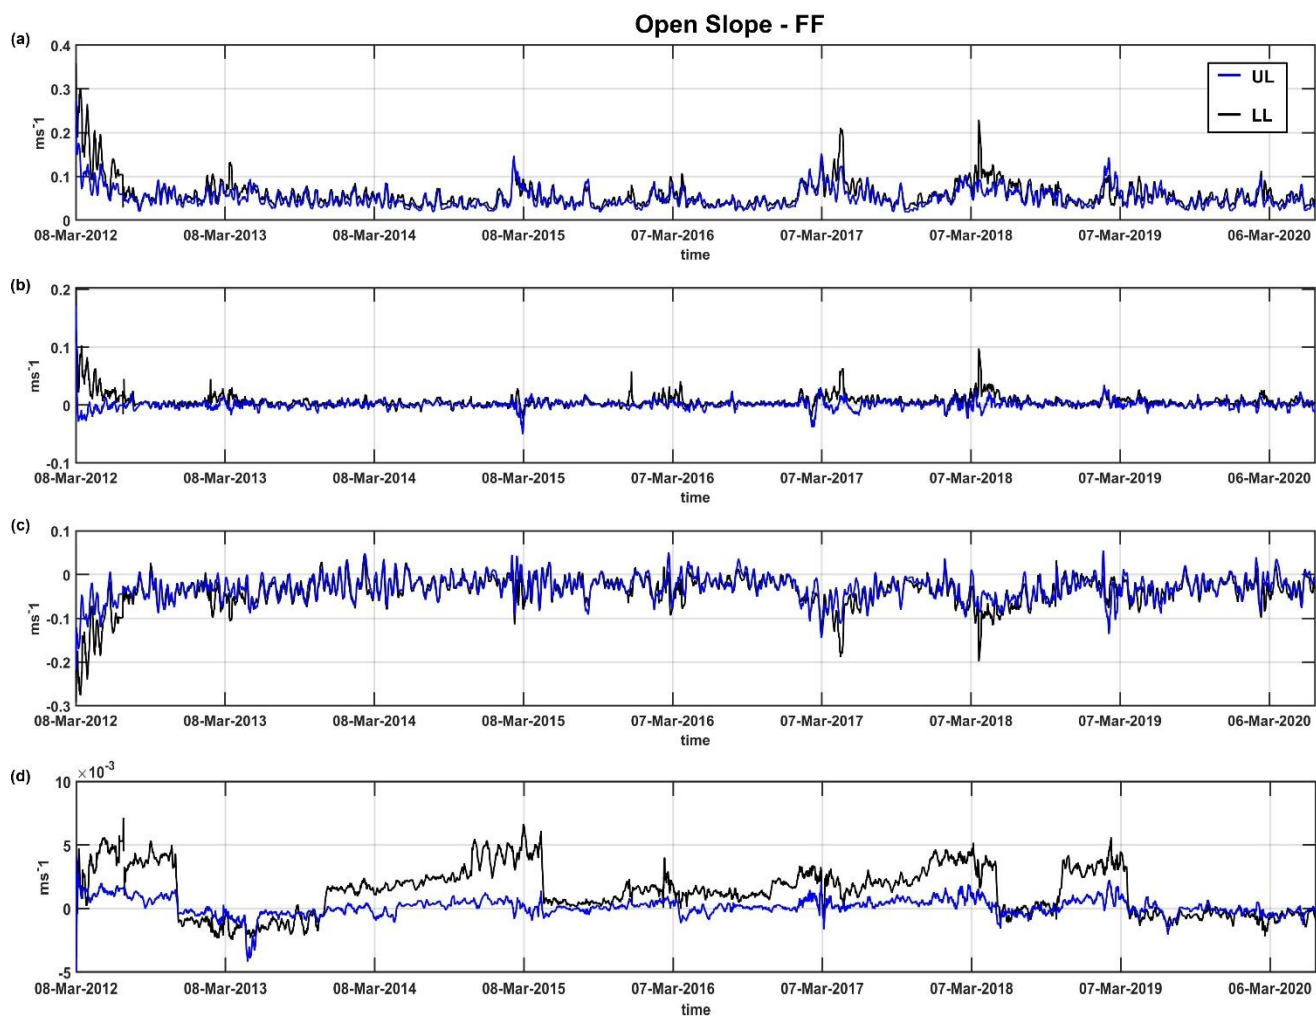 Open Slope - FF
(a)
0.4
0.3
0.2
0.1
0
ms⁻1
UL
LL
08-Mar-2012 08-Mar-2013 08-Mar-2014 08-Mar-2015 07-Mar-2016 07-Mar-2017 07-Mar-2018 07-Mar-2019 06-Mar-2020
time
(b)
0.2
0.1
0
-0.1
ms⁻1
08-Mar-2012 08-Mar-2013 08-Mar-2014 08-Mar-2015 07-Mar-2016 07-Mar-2017 07-Mar-2018 07-Mar-2019 06-Mar-2020
time
(c)
0.1
0
-0.1
-0.2
-0.3
ms⁻1
08-Mar-2012 08-Mar-2013 08-Mar-2014 08-Mar-2015 07-Mar-2016 07-Mar-2017 07-Mar-2018 07-Mar-2019 06-Mar-2020
time
(d)
×10⁻³
10
5
0
-5
ms⁻1
08-Mar-2012 08-Mar-2013 08-Mar-2014 08-Mar-2015 07-Mar-2016 07-Mar-2017 07-Mar-2018 07-Mar-2019 06-Mar-2020
time